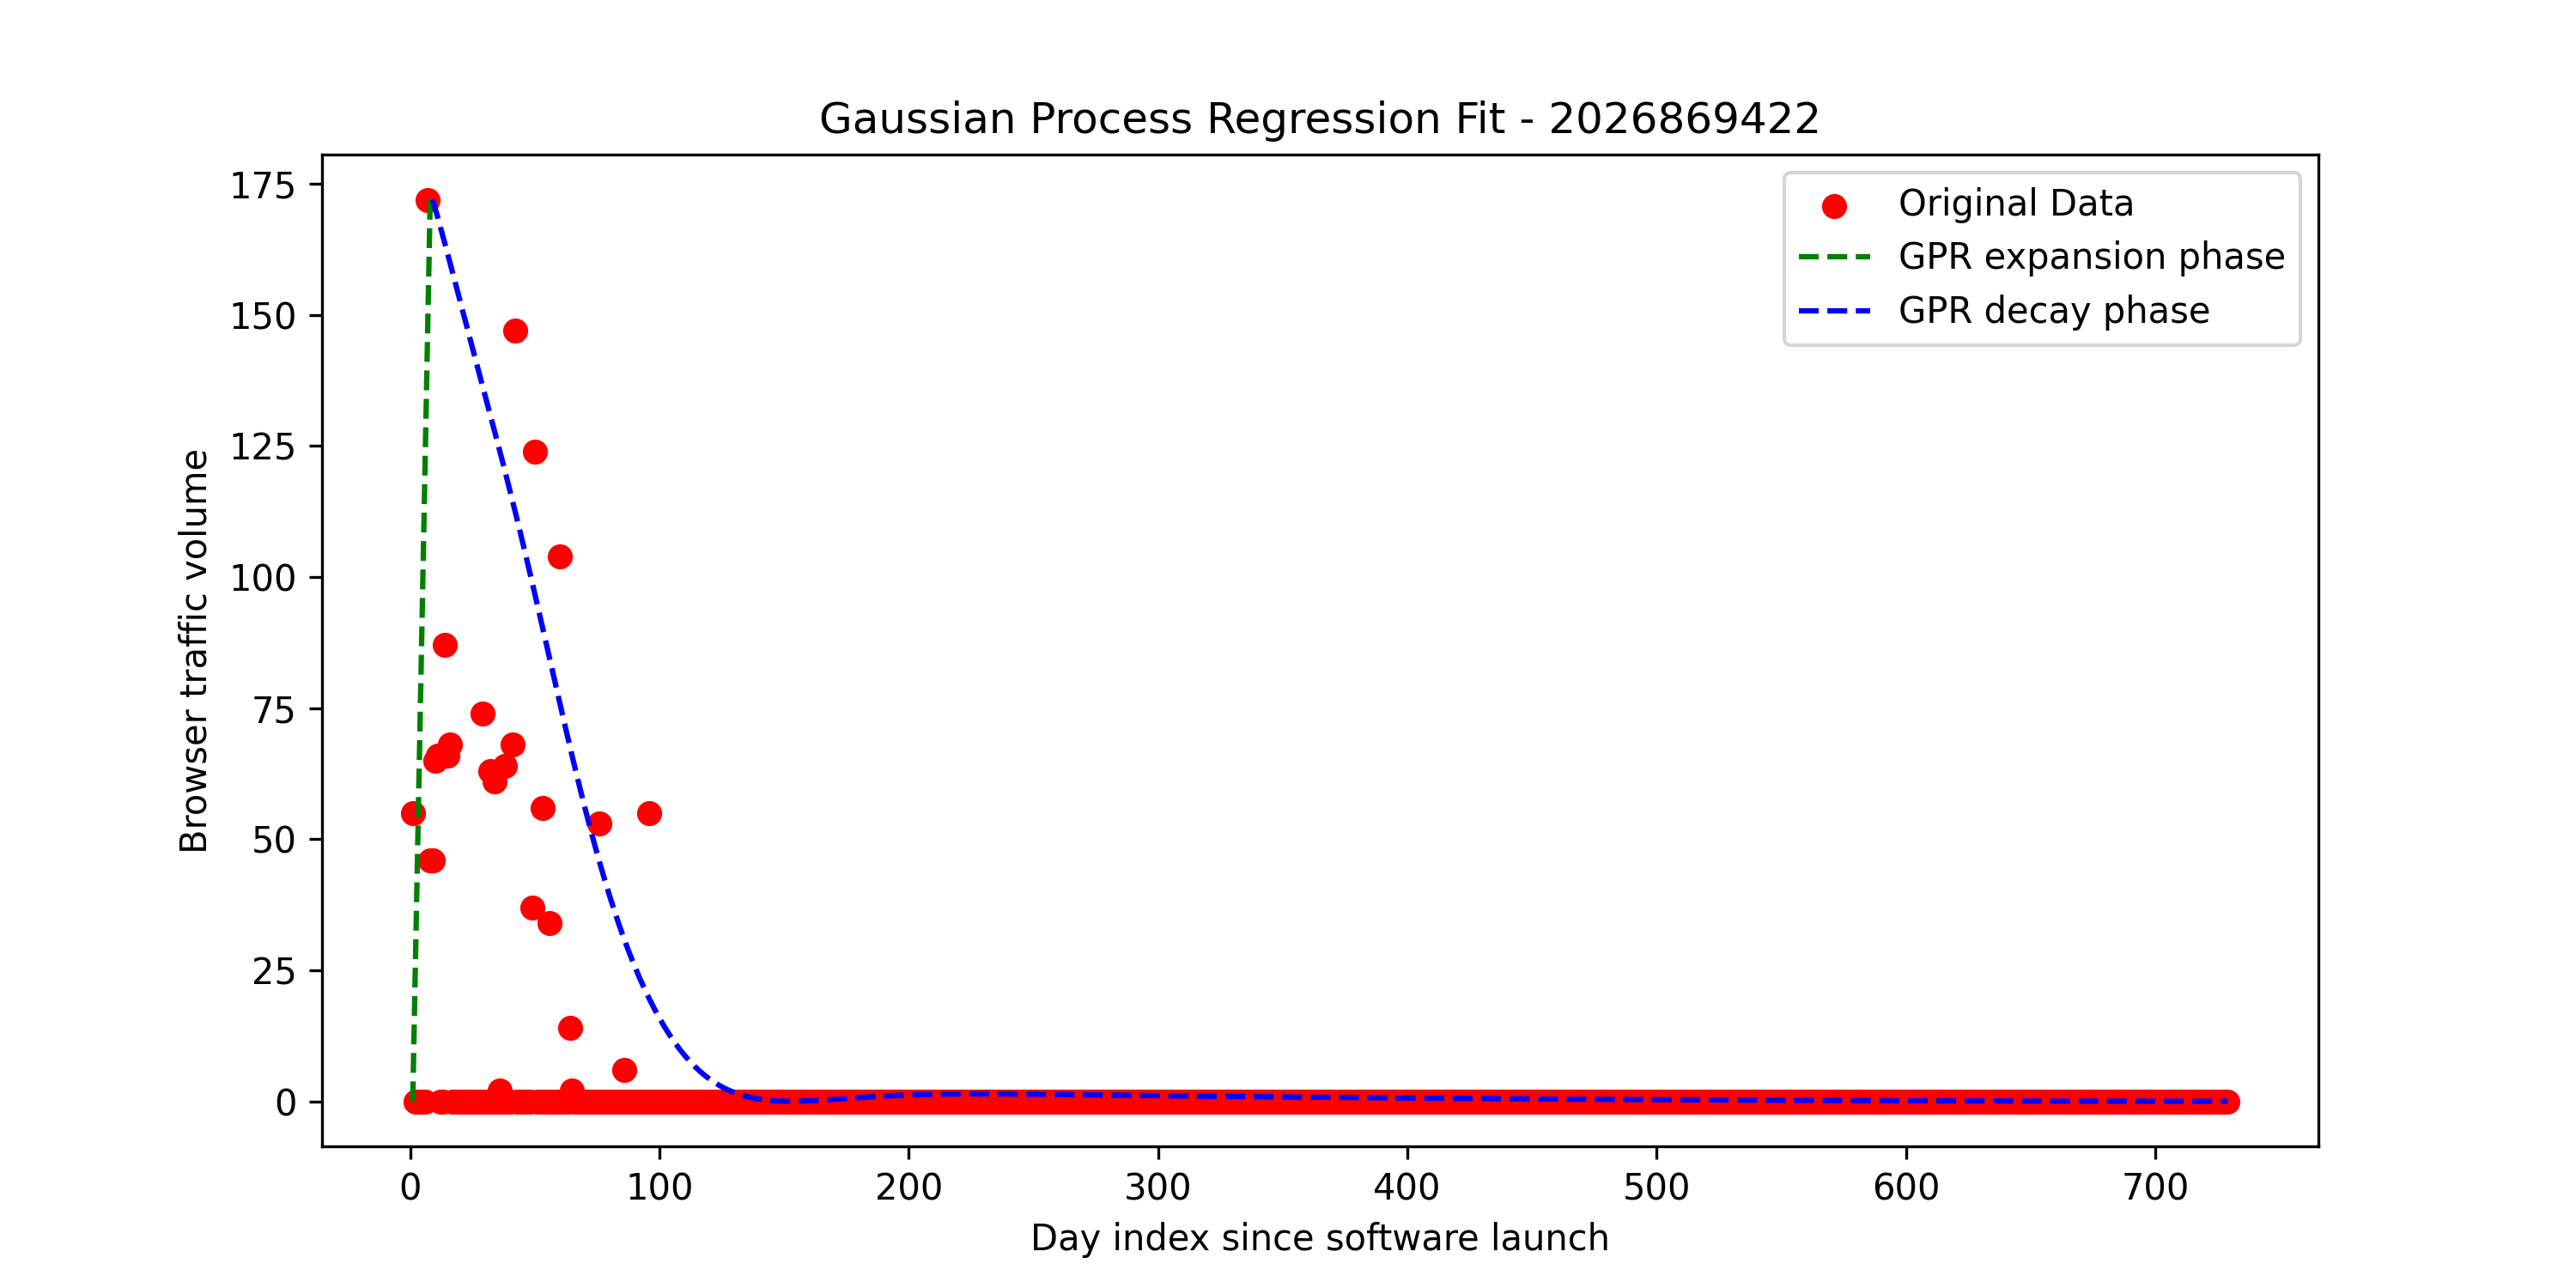 Gaussian Process Regression Fit - 2026869422
Original Data
GPR expansion phase
GPR decay phase
Browser traffic volume
175
150
125
100
75
50
25
0
0 100 200 300 400 500 600 700
Day index since software launch